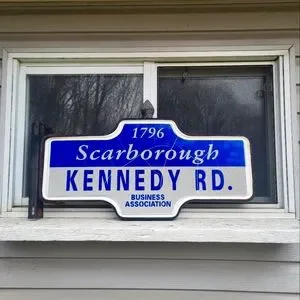 1796
Scarborough
KENNEDY RD.
BUSINESS
ASSOCIATION